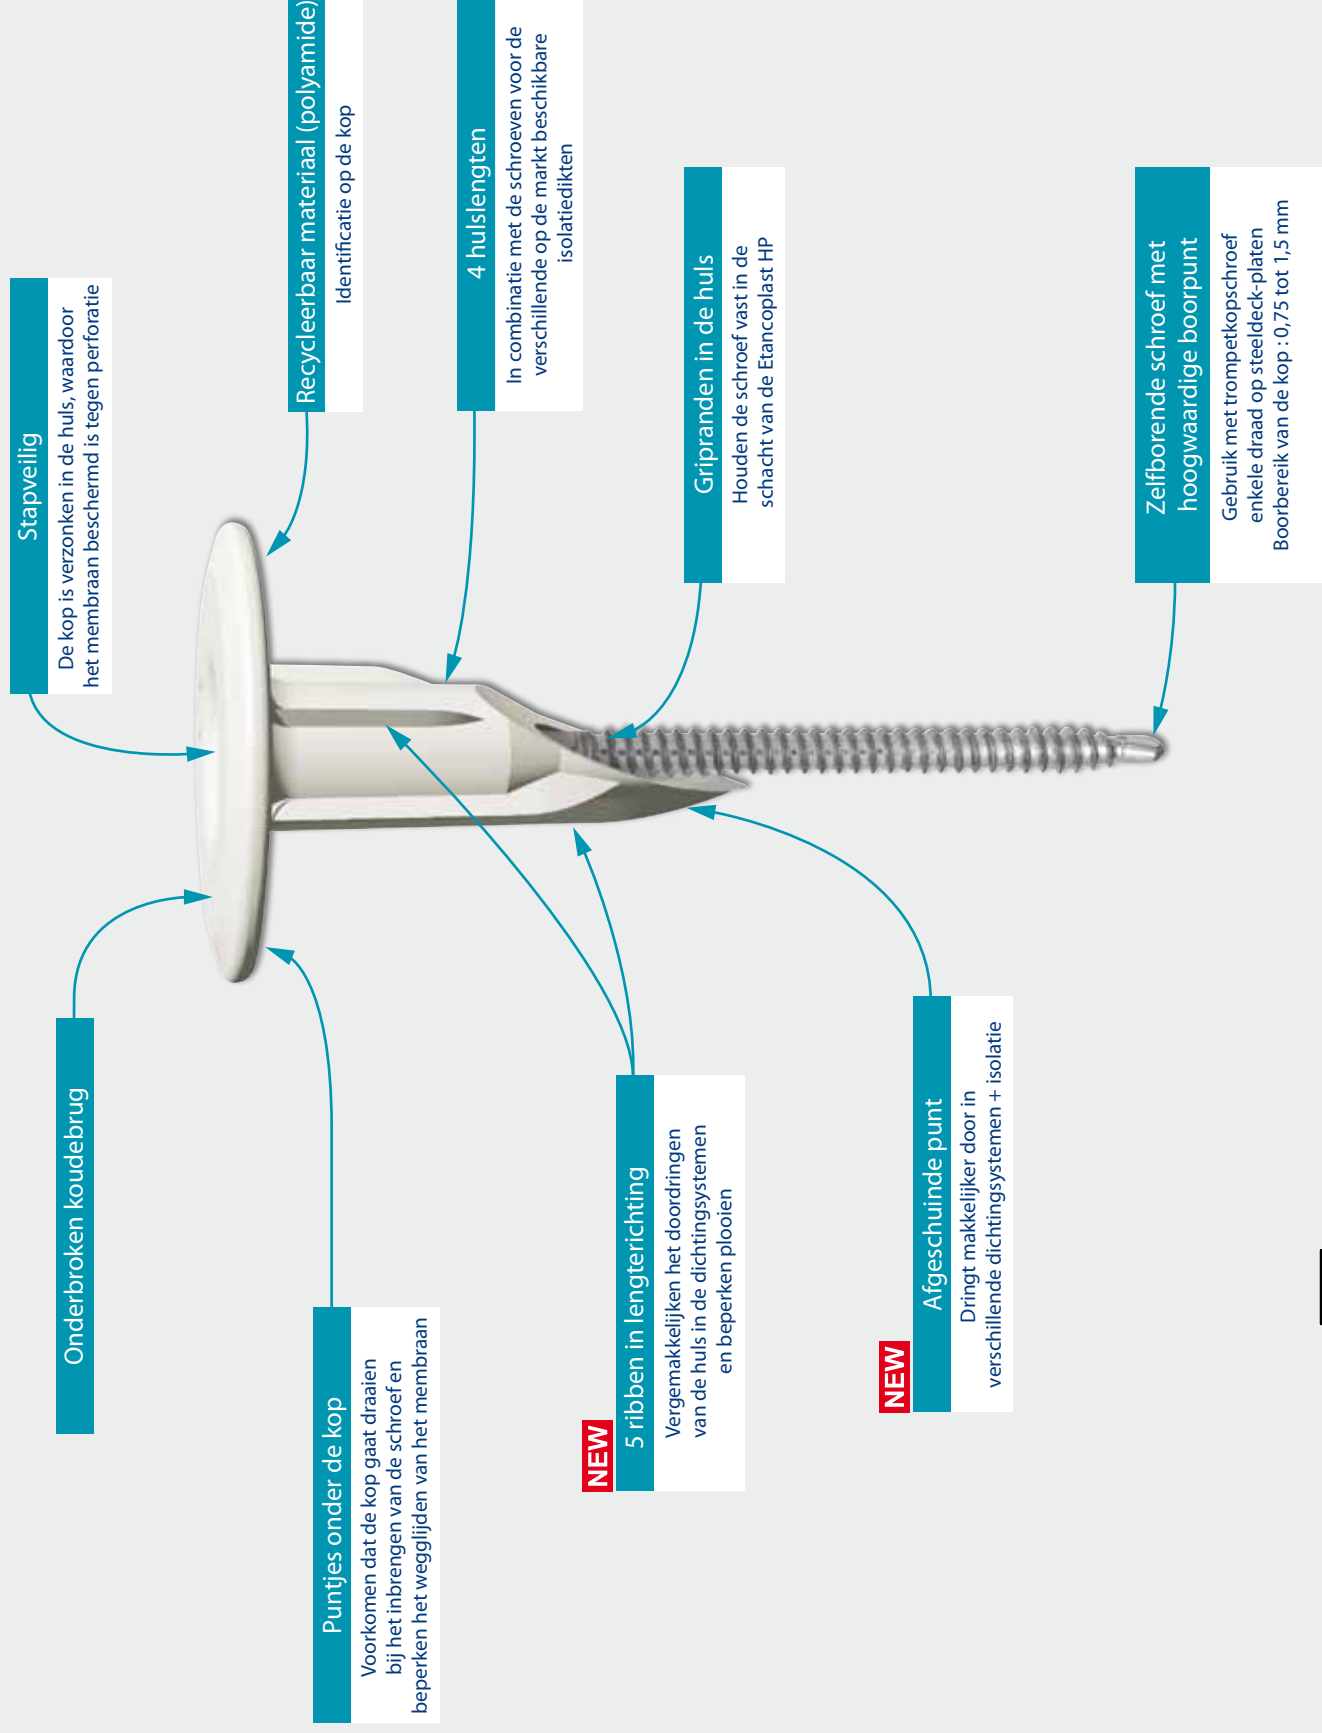 Onderbroken koudebrug
Stapveilig
De kop is verzonken in de huls, waardoor
het membraan beschermd is tegen perforatie
Puntjes onder de kop
Voorkomen dat de kop gaat draaien
bij het inbrengen van de schroef en
beperken het wegglijden van het membraan
Recycleerbaar materiaal (polyamide)
Identificatie op de kop
4 hulslengten
In combinatie met de schroeven voor de
verschillende op de markt beschikbare
isolatiedikten
NEW
5 ribben in lengterichting
Vergemakkelijken het doordringen
van de huls in de dichtingsystemen
en beperken plooien
Gripranden in de huls
Houden de schroef vast in de
schacht van de Etancoplast HP
NEW
Afgeschuinde punt
Dringt makkelijker door in
verschillende dichtingsystemen + isolatie
Zelfborende schroef met
hoogwaardige boorpunt
Gebruik met trompetkopschroef
enkele draad op steeldeck-platen
Boorbereik van de kop : 0,75 tot 1,5 mm